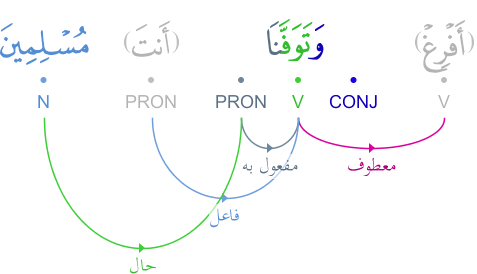 (أَفْرِغْ) وَتَوَفَّنَا (أَنتَ) مُسْلِمِينَ
N PRON PRON V CONJ V
مفعول به معطوف
فاعل
حال